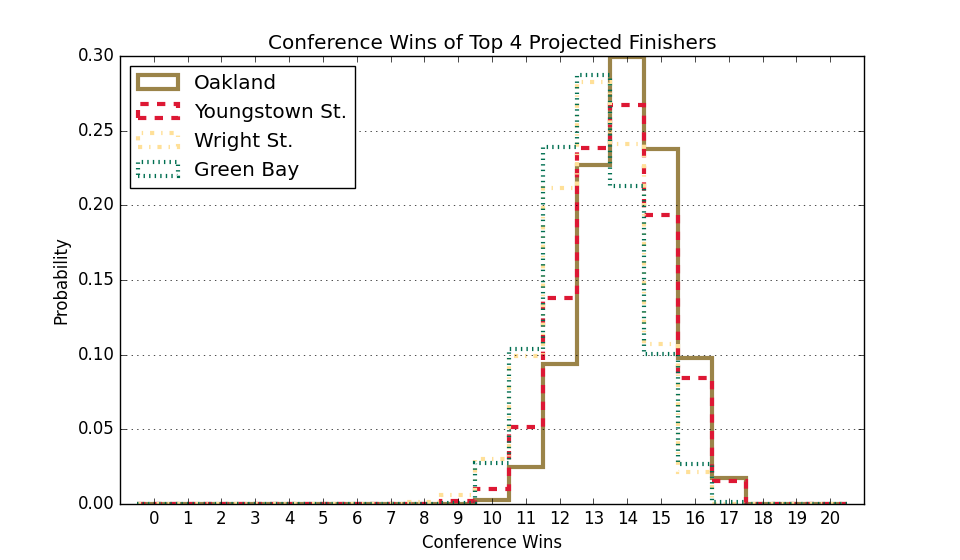 Conference Wins of Top 4 Projected Finishers
0.30
0.25
0.20
0.15
0.10
0.05
0.00
Probability
Oakland
Youngstown St.
Wright St.
Green Bay
0 1 2 3 4 5 6 7 8 9 10 11 12 13 14 15 16 17 18 19 20
Conference Wins